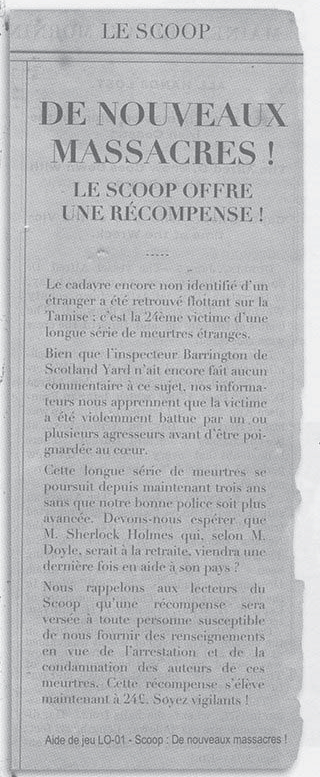 LE SCOOP
DE NOUVEAUX
MASSACRES !
LE SCOOP OFFRE
UNE RÉCOMPENSE !
-----
Le cadavre encore non identifié d'un
étranger a été retrouvé flottant sur la
Tamise : c'est la 24ème victime d'une
longue série de meurtres étranges.
Bien que l'inspecteur Barrington de
Scotland Yard n'ait encore fait aucun
commentaire à ce sujet, nos informa-
teurs nous apprennent que la victime
a été violemment battue par un ou
plusieurs agresseurs avant d'être poi-
gnardée au cœur.
Cette longue série de meurtres se
poursuit depuis maintenant trois ans
sans que notre bonne police soit plus
avancée. Devons-nous espérer que
M. Sherlock Holmes qui, selon M.
Doyle, serait à la retraite, viendra une
dernière fois en aide à son pays ?
Nous rappelons aux lecteurs du
Scoop qu'une récompense sera
versée à toute personne susceptible
de nous fournir des renseignements
en vue de l'arrestation et de la
condamnation des auteurs de ces
meurtres. Cette récompense s'élève
maintenant à 24£. Soyez vigilants !
Aide de jeu LO-01 - Scoop : De nouveaux massacres !